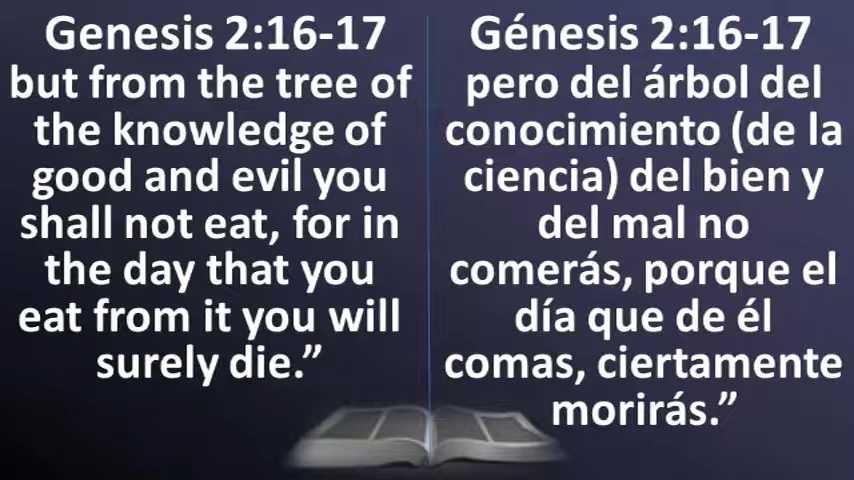 Genesis 2:16-17
but from the tree of
the knowledge of
good and evil you
shall not eat, for in
the day that you
eat from it you will
surely die.”
Génesis 2:16-17
pero del árbol del
conocimiento (de la
ciencia) del bien y
del mal no
comerás, porque el
día que de él
comas, ciertamente
morirás.”